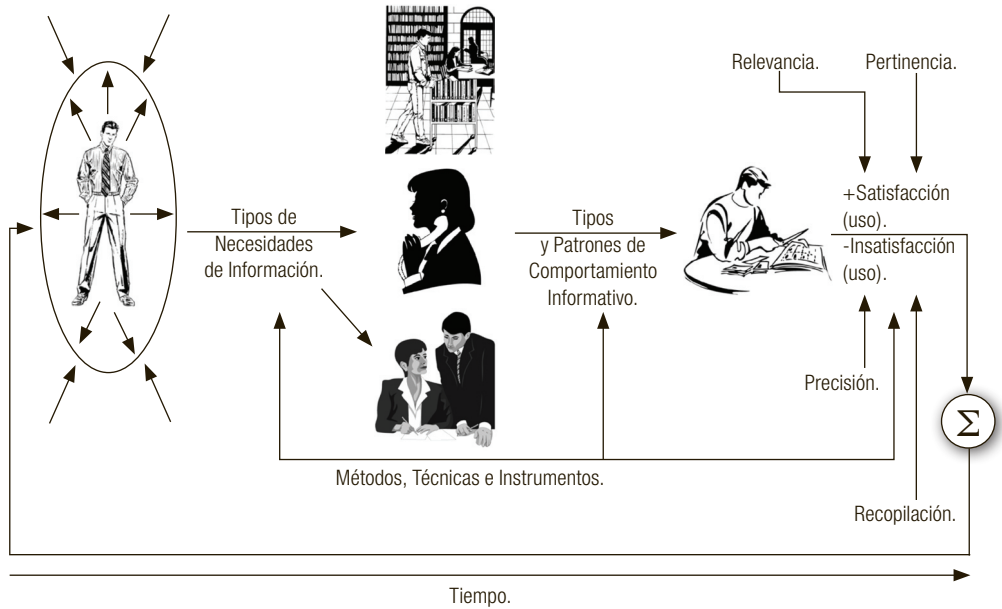 Relevancia.
Pertinencia.
Tipos de
Necesidades
de Información.
Tipos
y Patrones de
Comportamiento
Informativo.
+Satisfacción
(uso).
-Insatisfacción
(uso).
Precisión.
Σ
Métodos, Técnicas e Instrumentos.
Recopilación.
Tiempo.